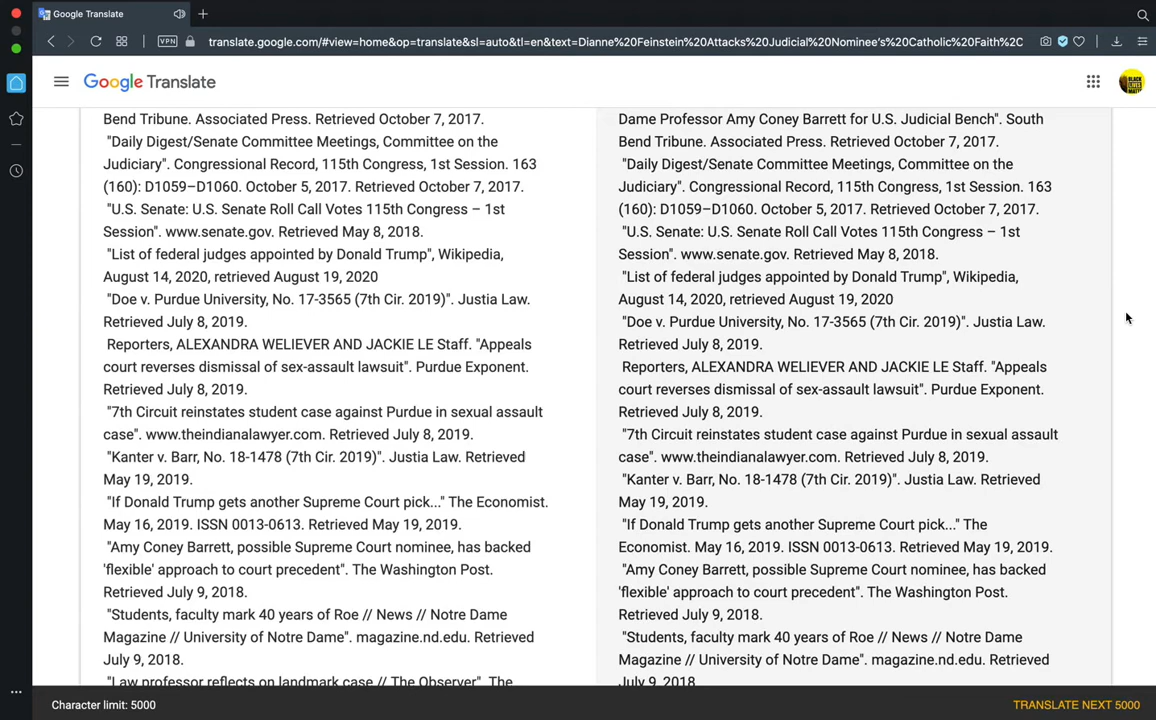 Google Translate
VPN
translate.google.com/#view=home&op=translate&sl=auto&tl=en&text=Dianne%20Feinstein%20Attacks%20Judicial%20Nominee's%20Catholic%20Faith%2C
Google Translate
BLACK LIVES MATTER
Bend Tribune. Associated Press. Retrieved October 7, 2017.
"Daily Digest/Senate Committee Meetings, Committee on the
Judiciary". Congressional Record, 115th Congress, 1st Session. 163
(160): D1059–D1060. October 5, 2017. Retrieved October 7, 2017.
"U.S. Senate: U.S. Senate Roll Call Votes 115th Congress – 1st
Session". www.senate.gov. Retrieved May 8, 2018.
"List of federal judges appointed by Donald Trump", Wikipedia,
August 14, 2020, retrieved August 19, 2020
"Doe v. Purdue University, No. 17-3565 (7th Cir. 2019)". Justia Law.
Retrieved July 8, 2019.
Reporters, ALEXANDRA WELIEVER AND JACKIE LE Staff. "Appeals
court reverses dismissal of sex-assault lawsuit". Purdue Exponent.
Retrieved July 8, 2019.
"7th Circuit reinstates student case against Purdue in sexual assault
case". www.theindianalawyer.com. Retrieved July 8, 2019.
"Kanter v. Barr, No. 18-1478 (7th Cir. 2019)". Justia Law. Retrieved
May 19, 2019.
"If Donald Trump gets another Supreme Court pick..." The Economist.
May 16, 2019. ISSN 0013-0613. Retrieved May 19, 2019.
"Amy Coney Barrett, possible Supreme Court nominee, has backed
'flexible' approach to court precedent". The Washington Post.
Retrieved July 9, 2018.
"Students, faculty mark 40 years of Roe // News // Notre Dame
Magazine // University of Notre Dame". magazine.nd.edu. Retrieved
July 9, 2018.
"Law professor reflects on landmark case // The Observer". The
Dame Professor Amy Coney Barrett for U.S. Judicial Bench". South
Bend Tribune. Associated Press. Retrieved October 7, 2017.
"Daily Digest/Senate Committee Meetings, Committee on the
Judiciary". Congressional Record, 115th Congress, 1st Session. 163
(160): D1059–D1060. October 5, 2017. Retrieved October 7, 2017.
"U.S. Senate: U.S. Senate Roll Call Votes 115th Congress – 1st
Session". www.senate.gov. Retrieved May 8, 2018.
"List of federal judges appointed by Donald Trump", Wikipedia,
August 14, 2020, retrieved August 19, 2020
"Doe v. Purdue University, No. 17-3565 (7th Cir. 2019)". Justia Law.
Retrieved July 8, 2019.
Reporters, ALEXANDRA WELIEVER AND JACKIE LE Staff. "Appeals
court reverses dismissal of sex-assault lawsuit". Purdue Exponent.
Retrieved July 8, 2019.
"7th Circuit reinstates student case against Purdue in sexual assault
case". www.theindianalawyer.com. Retrieved July 8, 2019.
"Kanter v. Barr, No. 18-1478 (7th Cir. 2019)". Justia Law. Retrieved
May 19, 2019.
"If Donald Trump gets another Supreme Court pick..." The
Economist. May 16, 2019. ISSN 0013-0613. Retrieved May 19, 2019.
"Amy Coney Barrett, possible Supreme Court nominee, has backed
'flexible' approach to court precedent". The Washington Post.
Retrieved July 9, 2018.
"Students, faculty mark 40 years of Roe // News // Notre Dame
Magazine // University of Notre Dame". magazine.nd.edu. Retrieved
July 9, 2018.
Character limit: 5000
TRANSLATE NEXT 5000